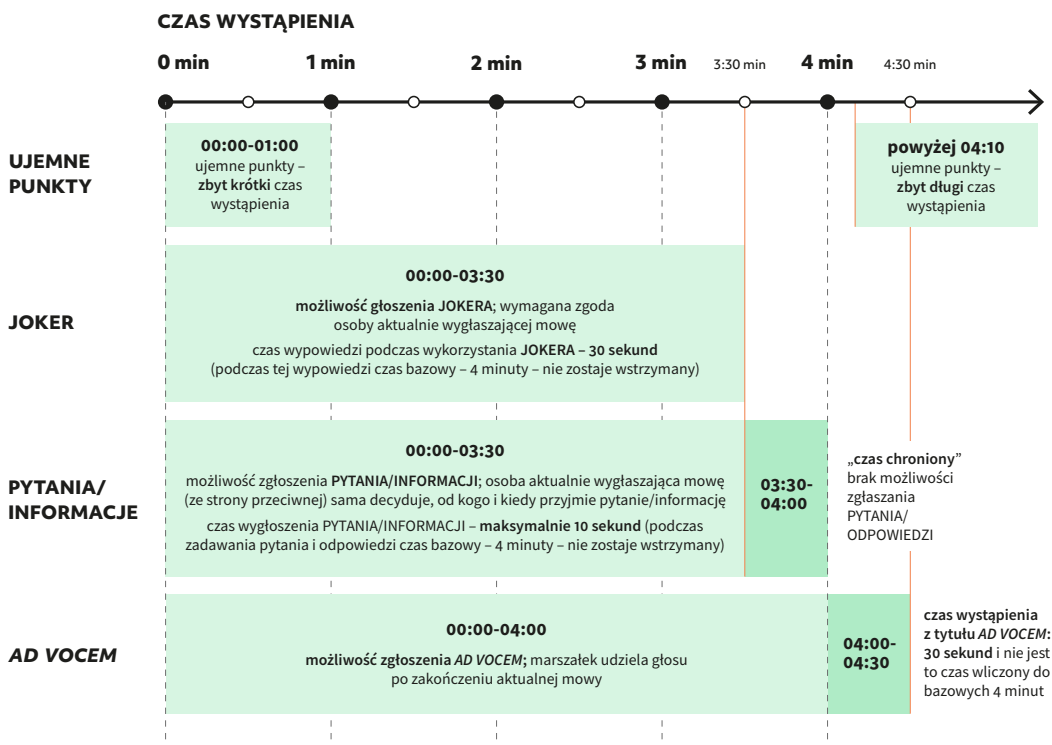 CZAS WYSTĄPIENIA
0 min 1 min 2 min 3 min 3:30 min 4 min 4:30 min
UJEMNE
PUNKTY
00:00-01:00
ujemne punkty –
zbyt krótki czas
wystąpienia
powyżej 04:10
ujemne punkty –
zbyt długi czas
wystąpienia
JOKER
00:00-03:30
możliwość głoszenia JOKERA; wymagana zgoda
osoby aktualnie wygłaszającej mowę
czas wypowiedzi podczas wykorzystania JOKERA – 30 sekund
(podczas tej wypowiedzi czas bazowy – 4 minuty – nie zostaje wstrzymany)
PYTANIA/
INFORMACJE
00:00-03:30
możliwość zgłoszenia PYTANIA/INFORMACJI; osoba aktualnie wygłaszająca mowę
(ze strony przeciwnej) sama decyduje, od kogo i kiedy przyjmie pytanie/informację
czas wygłoszenia PYTANIA/INFORMACJI – maksymalnie 10 sekund (podczas
zadawania pytania i odpowiedzi czas bazowy – 4 minuty – nie zostaje wstrzymany)
03:30-
04:00
„czas chroniony”
brak możliwości
zgłaszania
PYTANIA/
ODPOWIEDZI
AD VOCEM
00:00-04:00
możliwość zgłoszenia AD VOCEM; marszałek udziela głosu
po zakończeniu aktualnej mowy
04:00-
04:30
czas wystąpienia
z tytułu AD VOCEM:
30 sekund i nie jest
to czas wliczony do
bazowych 4 minut